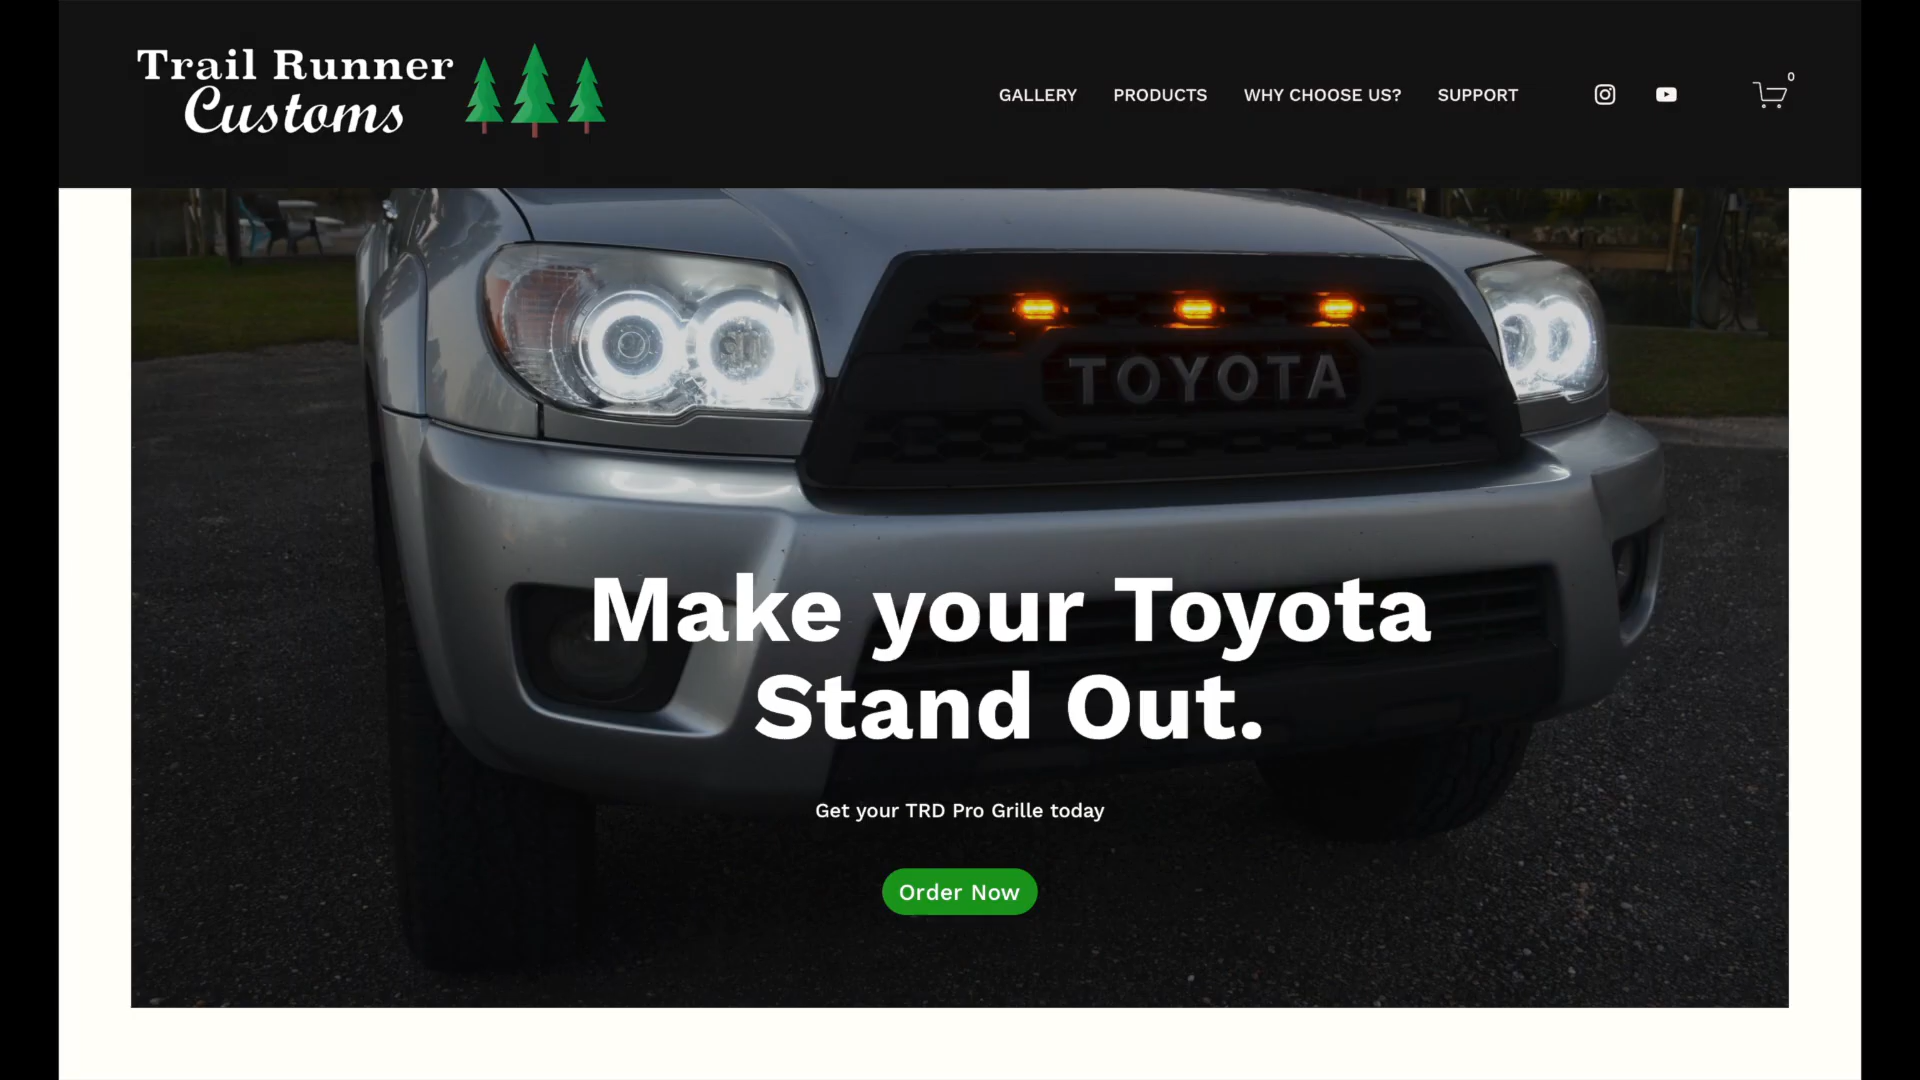 Trail Runner
Customs
GALLERY PRODUCTS WHY CHOOSE US? SUPPORT
0
TOYOTA
Make your Toyota
Stand Out.
Get your TRD Pro Grille today
Order Now